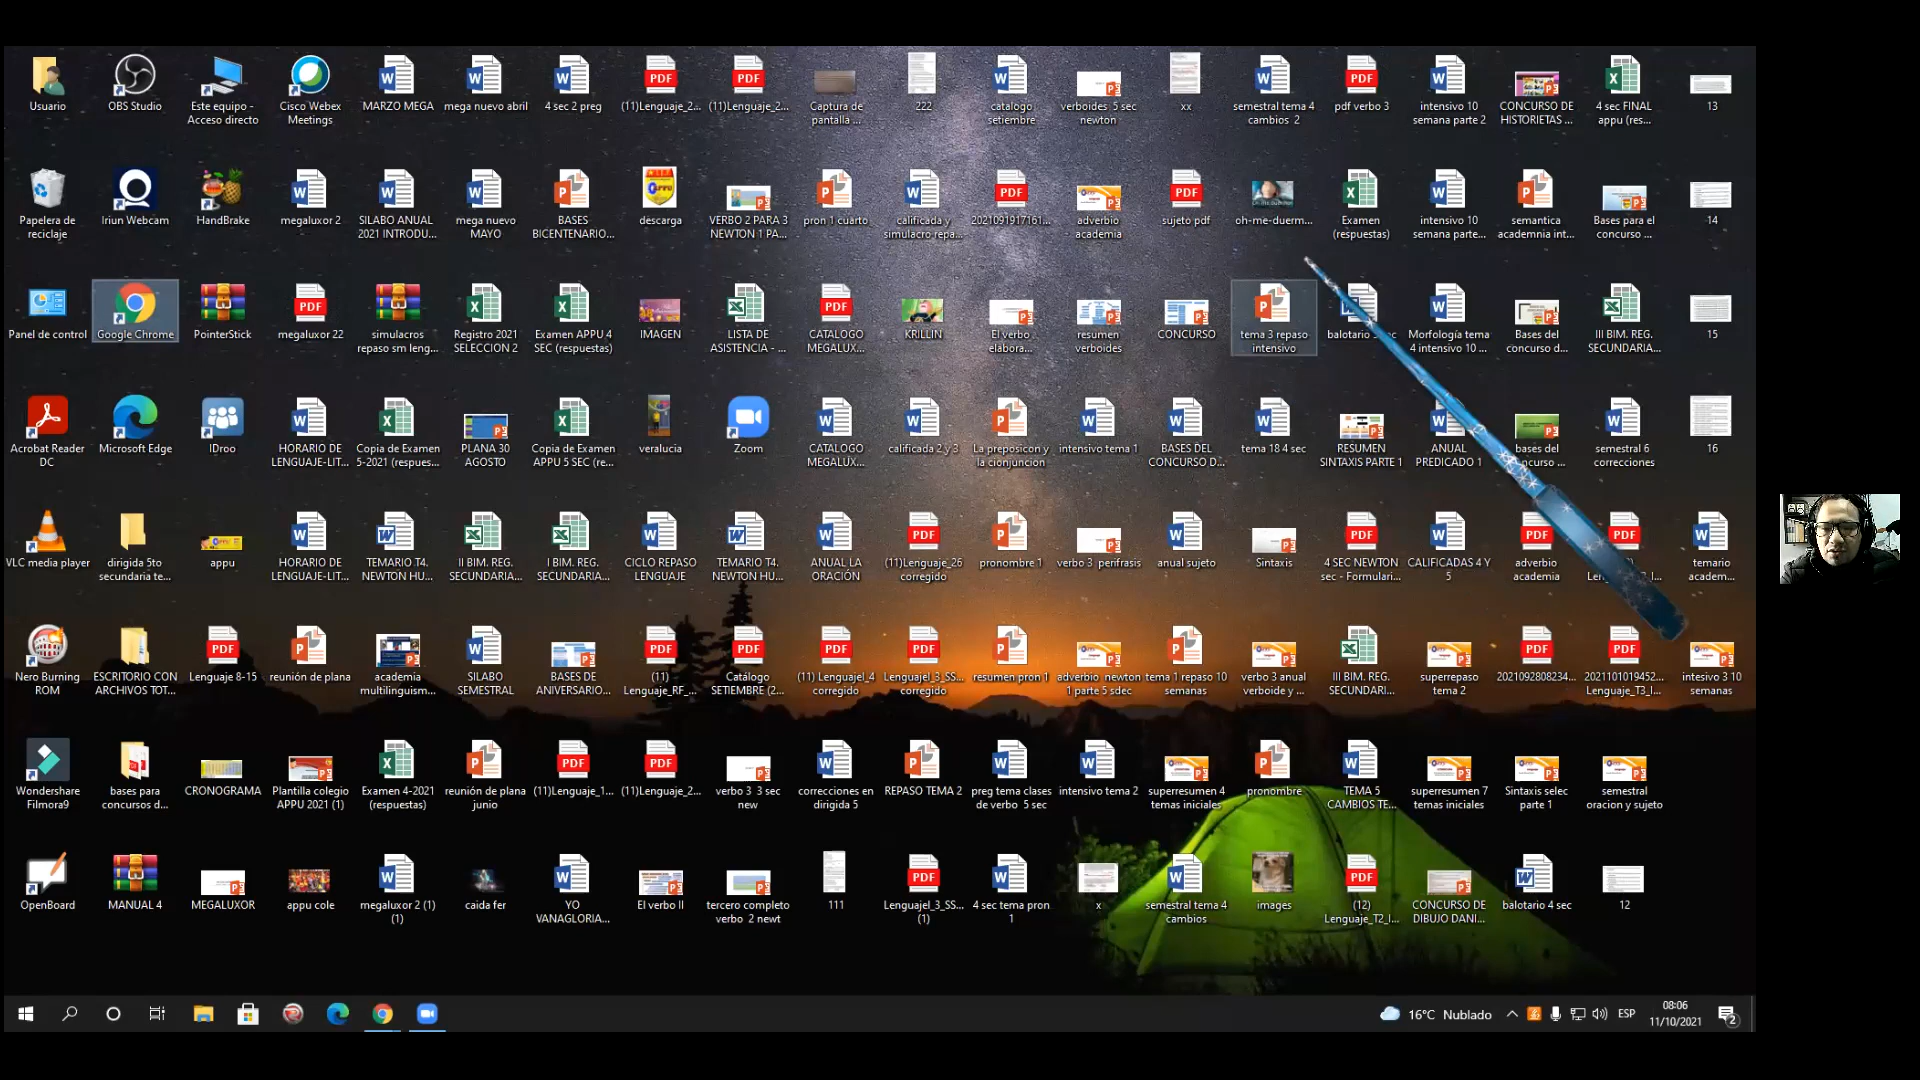 Usuario
OBS Studio
Este equipo -
Acceso directo
Cisco Webex
Meetings
MARZO MEGA
mega nuevo abril
4 sec 2 preg
(11)Lenguaje_2...
(11)Lenguaje_2...
Captura de
pantalla ...
222
catalogo
setiembre
verboides 5 sec
newton
xx
semestral tema 4
cambios 2
pdf verbo 3
intensivo 10
semana parte 2
CONCURSO DE
HISTORIETAS ...
4 sec FINAL
appu (res...
13
Papelera de
reciclaje
Iriun Webcam
HandBrake
megaluxor 2
SILABO ANUAL
2021 INTRODU...
mega nuevo
MAYO
BASES
BICENTENARIO...
descarga
VERBO 2 PARA 3
NEWTON 1 PA...
pron 1 cuarto
calificada y
simulacro repa...
2021091917161...
adverbio
academia
sujeto pdf
oh-me-duerm...
Examen
(respuestas)
intensivo 10
semana parte...
semantica
academnia int...
Bases para el
concurso ...
14
Panel de control
Google Chrome
PointerStick
megaluxor 22
simulacros
repaso sm leng...
Registro 2021
SELECCION 2
Examen APPU 4
SEC (respuestas)
IMAGEN
LISTA DE
ASISTENCIA - ...
CATALOGO
MEGALUX...
KRILLIN
El verbo
elabora...
resumen
verboides
CONCURSO
tema 3 repaso
intensivo
balotario
Morfología tema
4 intensivo 10 ...
Bases del
concurso d...
III BIM. REG.
SECUNDARIA...
15
Acrobat Reader
DC
Microsoft Edge
IDroo
HORARIO DE
LENGUAJE-LIT...
Copia de Examen
5-2021 (respues...
PLANA 30
AGOSTO
Copia de Examen
APPU 5 SEC (re...
veralucia
Zoom
CATALOGO
MEGALUX...
calificada 2 y 3
La preposicon y
la cionjuncion
intensivo tema 1
BASES DEL
CONCURSO D...
tema 18 4 sec
RESUMEN
SINTAXIS PARTE 1
ANUAL
PREDICADO 1
bases del
concurso ...
semestral 6
correcciones
16
VLC media player
dirigida 5to
secundaria te...
appu
HORARIO DE
LENGUAJE-LIT...
TEMARIO T4.
NEWTON HU...
II BIM. REG.
SECUNDARIA...
I BIM. REG.
SECUNDARIA...
CICLO REPASO
LENGUAJE
TEMARIO T4.
NEWTON HU...
ANUAL LA
ORACIÓN
(11)Lenguaje_26
corregido
pronombre 1
verbo 3 perifrasis
anual sujeto
Sintaxis
4 SEC NEWTON
sec - Formulari...
CALIFICADAS 4 Y
5
adverbio
academia
temario
academ...
Nero Burning
ROM
ESCRITORIO CON
ARCHIVOS TOT...
Lenguaje 8-15
reunión de plana
academia
multilinguism...
SILABO
SEMESTRAL
BASES DE
ANIVERSARIO...
(11)
Lenguaje_RF_...
Catálogo
SETIEMBRE (2...
(11) Lenguajel_4
corregido
Lenguajel_3_SS...
corregido
resumen pron 1
adverbio newton
1 parte 5 sdec
tema 1 repaso 10
semanas
verbo 3 anual
verboide y ...
III BIM. REG.
SECUNDARI...
superrepaso
tema 2
2021092808234...
2021101019452...
Lenguaje_T3_I...
intesivo 3 10
semanas
Wondershare
Filmora9
bases para
concursos d...
CRONOGRAMA
Plantilla colegio
APPU 2021 (1)
Examen 4-2021
(respuestas)
reunión de plana
junio
(11)Lenguaje_1...
(11)Lenguaje_2...
verbo 3 3 sec
new
correcciones en
dirigida 5
REPASO TEMA 2
preg tema clases
de verbo 5 sec
intensivo tema 2
superresumen 4
temas iniciales
pronombre
TEMA 5
CAMBIOS TE...
superresumen 7
temas iniciales
Sintaxis selec
parte 1
semestral
oracion y sujeto
OpenBoard
MANUAL 4
MEGALUXOR
appu cole
megaluxor 2 (1)
(1)
caida fer
YO
VANAGLORIA...
El verbo II
tercero completo
verbo 2 newt
111
Lenguajel_3_SS...
(1)
4 sec tema pron
1
x
semestral tema 4
cambios
images
(12)
Lenguaje_T2_I...
CONCURSO DE
DIBUJO DANI...
balotario 4 sec
12
16°C Nublado
ESP
08:06
11/10/2021
2